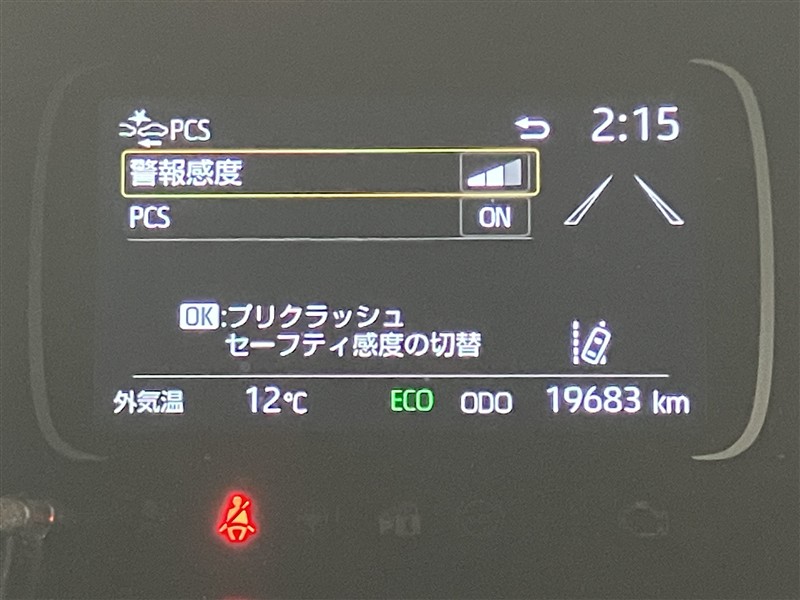 PCS 2:15
警報感度
PCS ON
OK:プリクラッシュ
セーフティ感度の切替
外気温 12℃ ECO ODO 19683 km